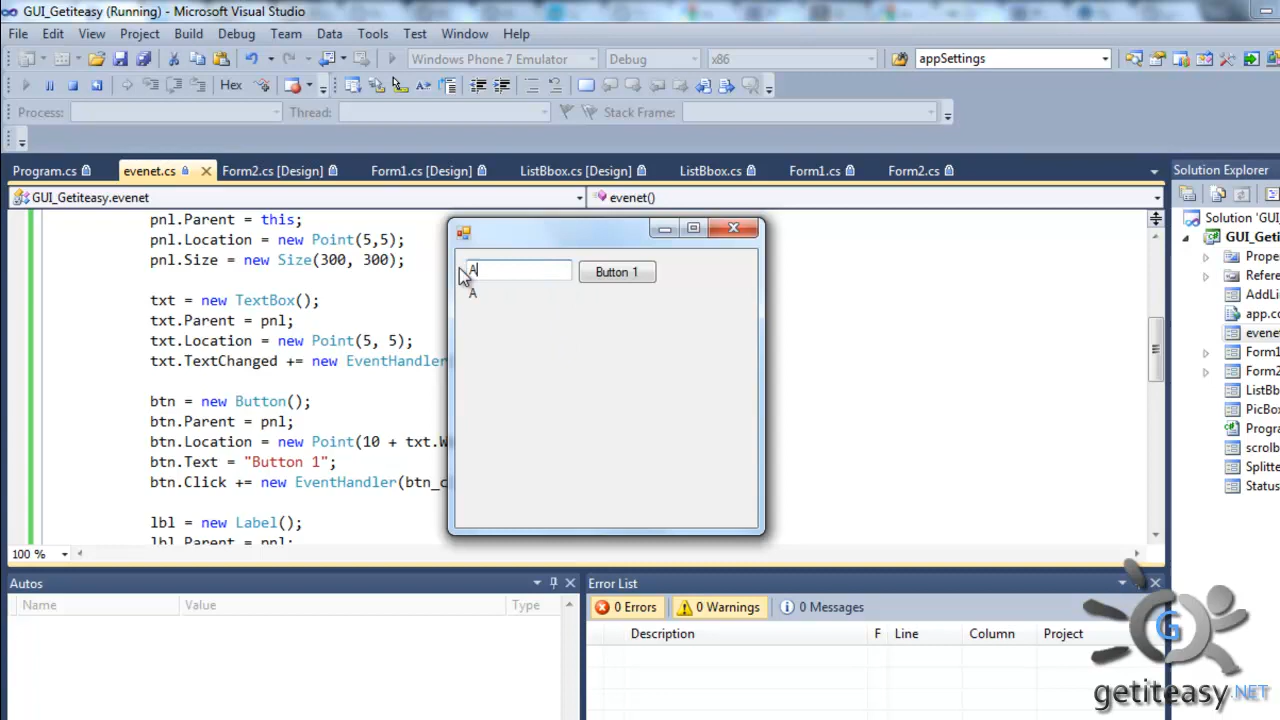 GUI_Getiteasy (Running) - Microsoft Visual Studio
File Edit View Project Build Debug Team Data Tools Test Window Help
Windows Phone 7 Emulator Debug x86 appSettings
Hex
Process: Thread: Stack Frame:
Program.cs evenet.cs Form2.cs [Design] Form1.cs [Design] ListBbox.cs [Design] ListBbox.cs Form1.cs Form2.cs Solution Explorer
GUI_Getiteasy.evenet evenet()
Solution 'GU
GUI_Geti
Prope
Refere
AddLi
app.co
evenet
Form1
Form2
ListBb
PicBo
Progra
scrolb
Splitte
Status
pnl.Parent = this;
pnl.Location = new Point(5,5);
pnl.Size = new Size(300, 300);
txt = new TextBox();
txt.Parent = pnl;
txt.Location = new Point(5, 5);
txt.TextChanged += new EventHandler
btn = new Button();
btn.Parent = pnl;
btn.Location = new Point(10 + txt.W
btn.Text = "Button 1";
btn.Click += new EventHandler(btn_c
lbl = new Label();
lbl.Parent = pnl;
A Button 1
A
100 %
Autos
Name Value Type
Error List
0 Errors 0 Warnings 0 Messages
Description F Line Column Project
G
getiteasy.NET